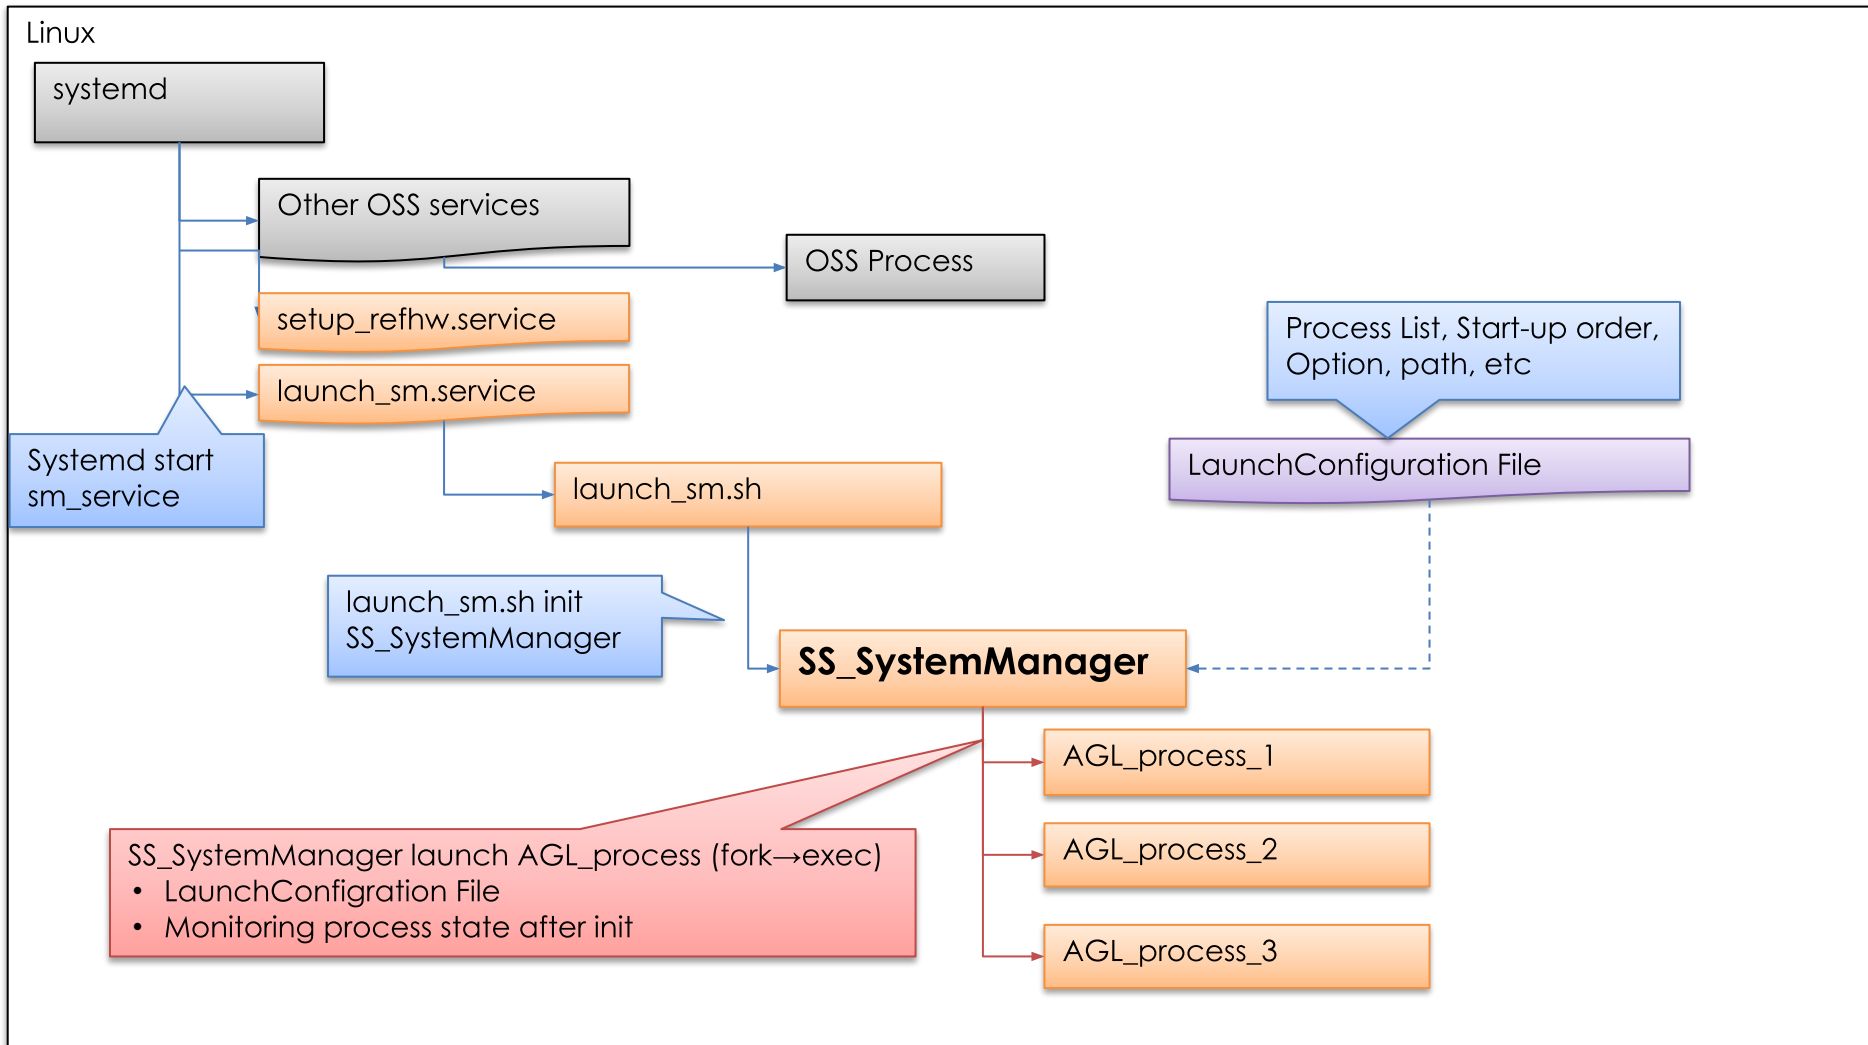 Linux
systemd
Other OSS services
OSS Process
setup_refhw.service
Process List, Start-up order,
Option, path, etc
launch_sm.service
Systemd start
sm_service
LaunchConfiguration File
launch_sm.sh
launch_sm.sh init
SS_SystemManager
SS_SystemManager
AGL_process_1
SS_SystemManager launch AGL_process (fork→exec)
• LaunchConfigration File
• Monitoring process state after init
AGL_process_2
AGL_process_3